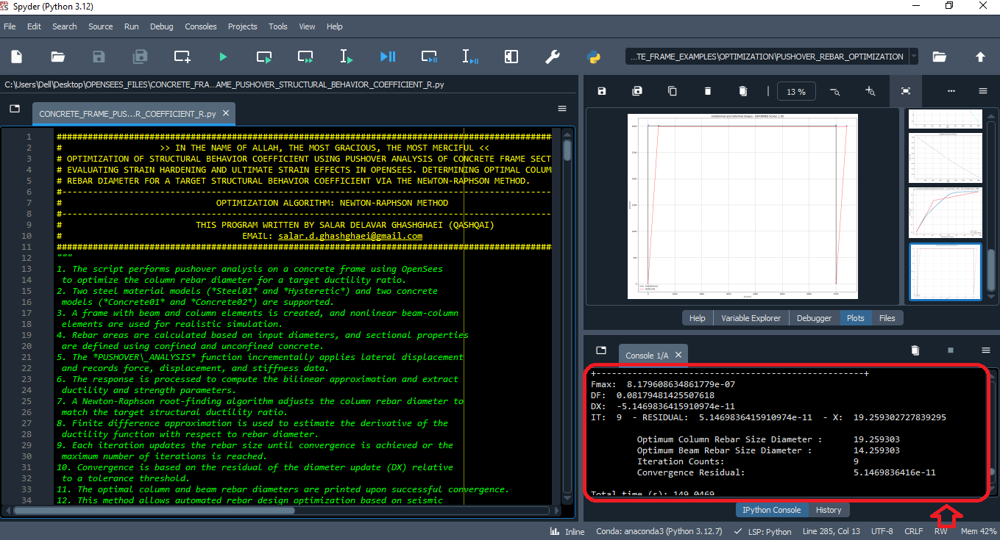 Spyder (Python 3.12)
File Edit Search Source Run Debug Consoles Projects Tools View Help
...TE_FRAME_EXAMPLES\OPTIMIZATION\PUSHOVER_REBAR_OPTIMIZATION
C:\Users\Dell\Desktop\OPENSEES_FILES\CONCRETE_FRA...AME_PUSHOVER_STRUCTURAL_BEHAVIOR_COEFFICIENT_R.py
CONCRETE_FRAME_PUS...R_COEFFICIENT_R.py
1 ################################################################################################
2 # >> IN THE NAME OF ALLAH, THE MOST GRACIOUS, THE MOST MERCIFUL <<
3 # OPTIMIZATION OF STRUCTURAL BEHAVIOR COEFFICIENT USING PUSHOVER ANALYSIS OF CONCRETE FRAME SECT
4 # EVALUATING STRAIN HARDENING AND ULTIMATE STRAIN EFFECTS IN OPENSEES. DETERMINING OPTIMAL COLUM
5 # REBAR DIAMETER FOR A TARGET STRUCTURAL BEHAVIOR COEFFICIENT VIA THE NEWTON-RAPHSON METHOD.
6 #-----------------------------------------------------------------------------------------------
7 # OPTIMIZATION ALGORITHM: NEWTON-RAPHSON METHOD
8 #-----------------------------------------------------------------------------------------------
9 # THIS PROGRAM WRITTEN BY SALAR DELAVAR GHASHGHAEI (QASHQAI)
10 # EMAIL: salar.d.ghashghaei@gmail.com
11 ################################################################################################
12 """
13 1. The script performs pushover analysis on a concrete frame using OpenSees
14 to optimize the column rebar diameter for a target ductility ratio.
15 2. Two steel material models (*Steel01* and *Hysteretic*) and two concrete
16 models (*Concrete01* and *Concrete02*) are supported.
17 3. A frame with beam and column elements is created, and nonlinear beam-column
18 elements are used for realistic simulation.
19 4. Rebar areas are calculated based on input diameters, and sectional properties
20 are defined using confined and unconfined concrete.
21 5. The *PUSHOVER\_ANALYSIS* function incrementally applies lateral displacement
22 and records force, displacement, and stiffness data.
23 6. The response is processed to compute the bilinear approximation and extract
24 ductility and strength parameters.
25 7. A Newton-Raphson root-finding algorithm adjusts the column rebar diameter to
26 match the target structural ductility ratio.
27 8. Finite difference approximation is used to estimate the derivative of the
28 ductility function with respect to rebar diameter.
29 9. Each iteration updates the rebar size until convergence is achieved or the
30 maximum number of iterations is reached.
31 10. Convergence is based on the residual of the diameter update (DX) relative
32 to a tolerance threshold.
33 11. The optimal column and beam rebar diameters are printed upon successful convergence.
34 12. This method allows automated rebar design optimization based on seismic
13 %
Undeformed and Deformed Shapes - DEFORMED SCALE: 1.00
Help Variable Explorer Debugger Plots Files
Console 1/A
+------------------------------------------------------+
Fmax: 8.179608634861779e-07
DF: 0.08179481425507618
DX: -5.1469836415910974e-11
IT: 9 - RESIDUAL: 5.1469836415910974e-11 - X: 19.259302727839295
Optimum Column Rebar Size Diameter : 19.259303
Optimum Beam Rebar Size Diameter : 14.259303
Iteration Counts: 9
Convergence Residual: 5.1469836416e-11
Total time (s): 149.0469
IPython Console History
Inline Conda: anaconda3 (Python 3.12.7) LSP: Python Line 285, Col 13 UTF-8 CRLF RW Mem 42%